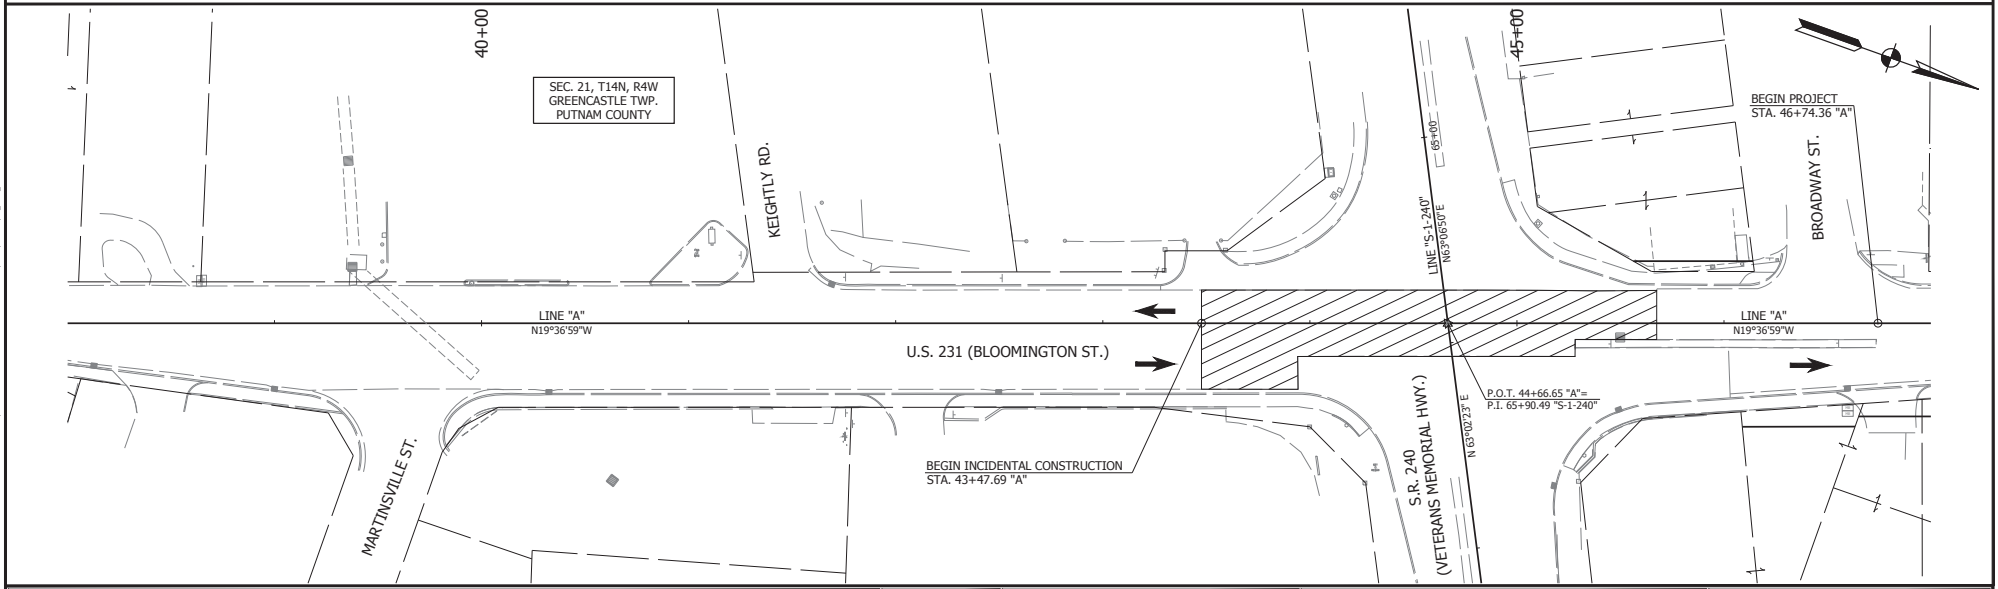 40+00
45+00
SEC. 21, T14N, R4W
GREENCASTLE TWP.
PUTNAM COUNTY
BEGIN PROJECT
STA. 46+74.36 "A"
KEIGHTLY RD.
65+00
BROADWAY ST.
LINE "S-1-240"
N63°06'50"E
LINE "A"
N19°36'59"W
LINE "A"
N19°36'59"W
U.S. 231 (BLOOMINGTON ST.)
P.O.T. 44+66.65 "A"=
P.I. 65+90.49 "S-1-240"
N 63°02'23" E
BEGIN INCIDENTAL CONSTRUCTION
STA. 43+47.69 "A"
MARTINSVILLE ST.
S.R. 240
(VETERANS MEMORIAL HWY.)